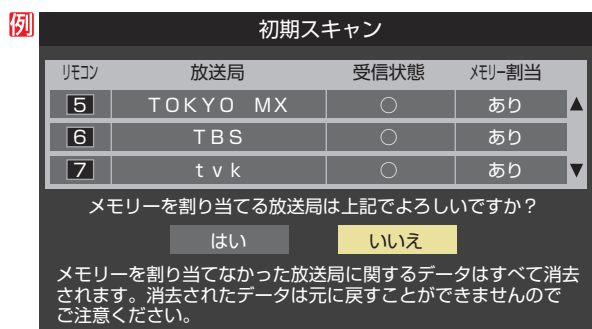 例
初期スキャン
リモコン 放送局 受信状態 メモリー割当
5 TOKYO MX ○ あり ▲
6 TBS ○ あり
7 tvk ○ あり ▼
メモリーを割り当てる放送局は上記でよろしいですか？
はい いいえ
メモリーを割り当てなかった放送局に関するデータはすべて消去
されます。消去されたデータは元に戻すことができませんので
ご注意ください。